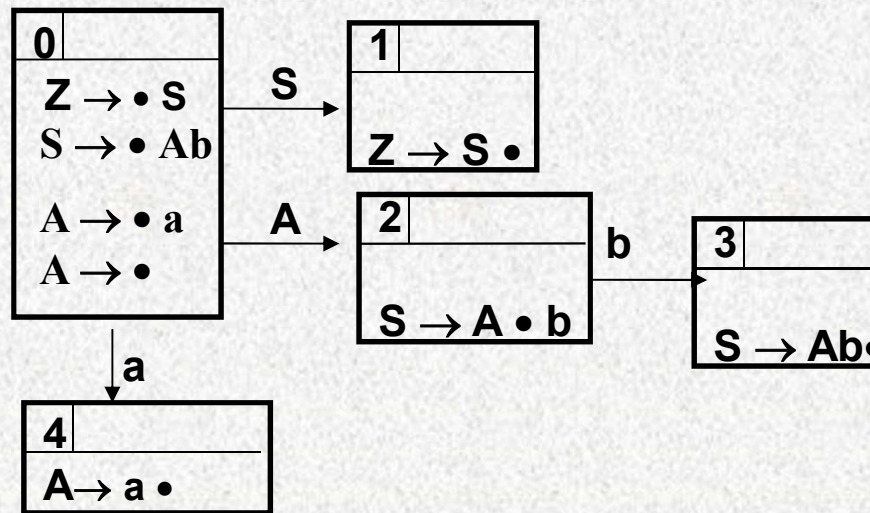 0
Z → • S
S → • Ab
A → • a
A → •
S
1
Z → S •
A
2
S → A • b
b
3
S → Ab•
a
4
A→ a •